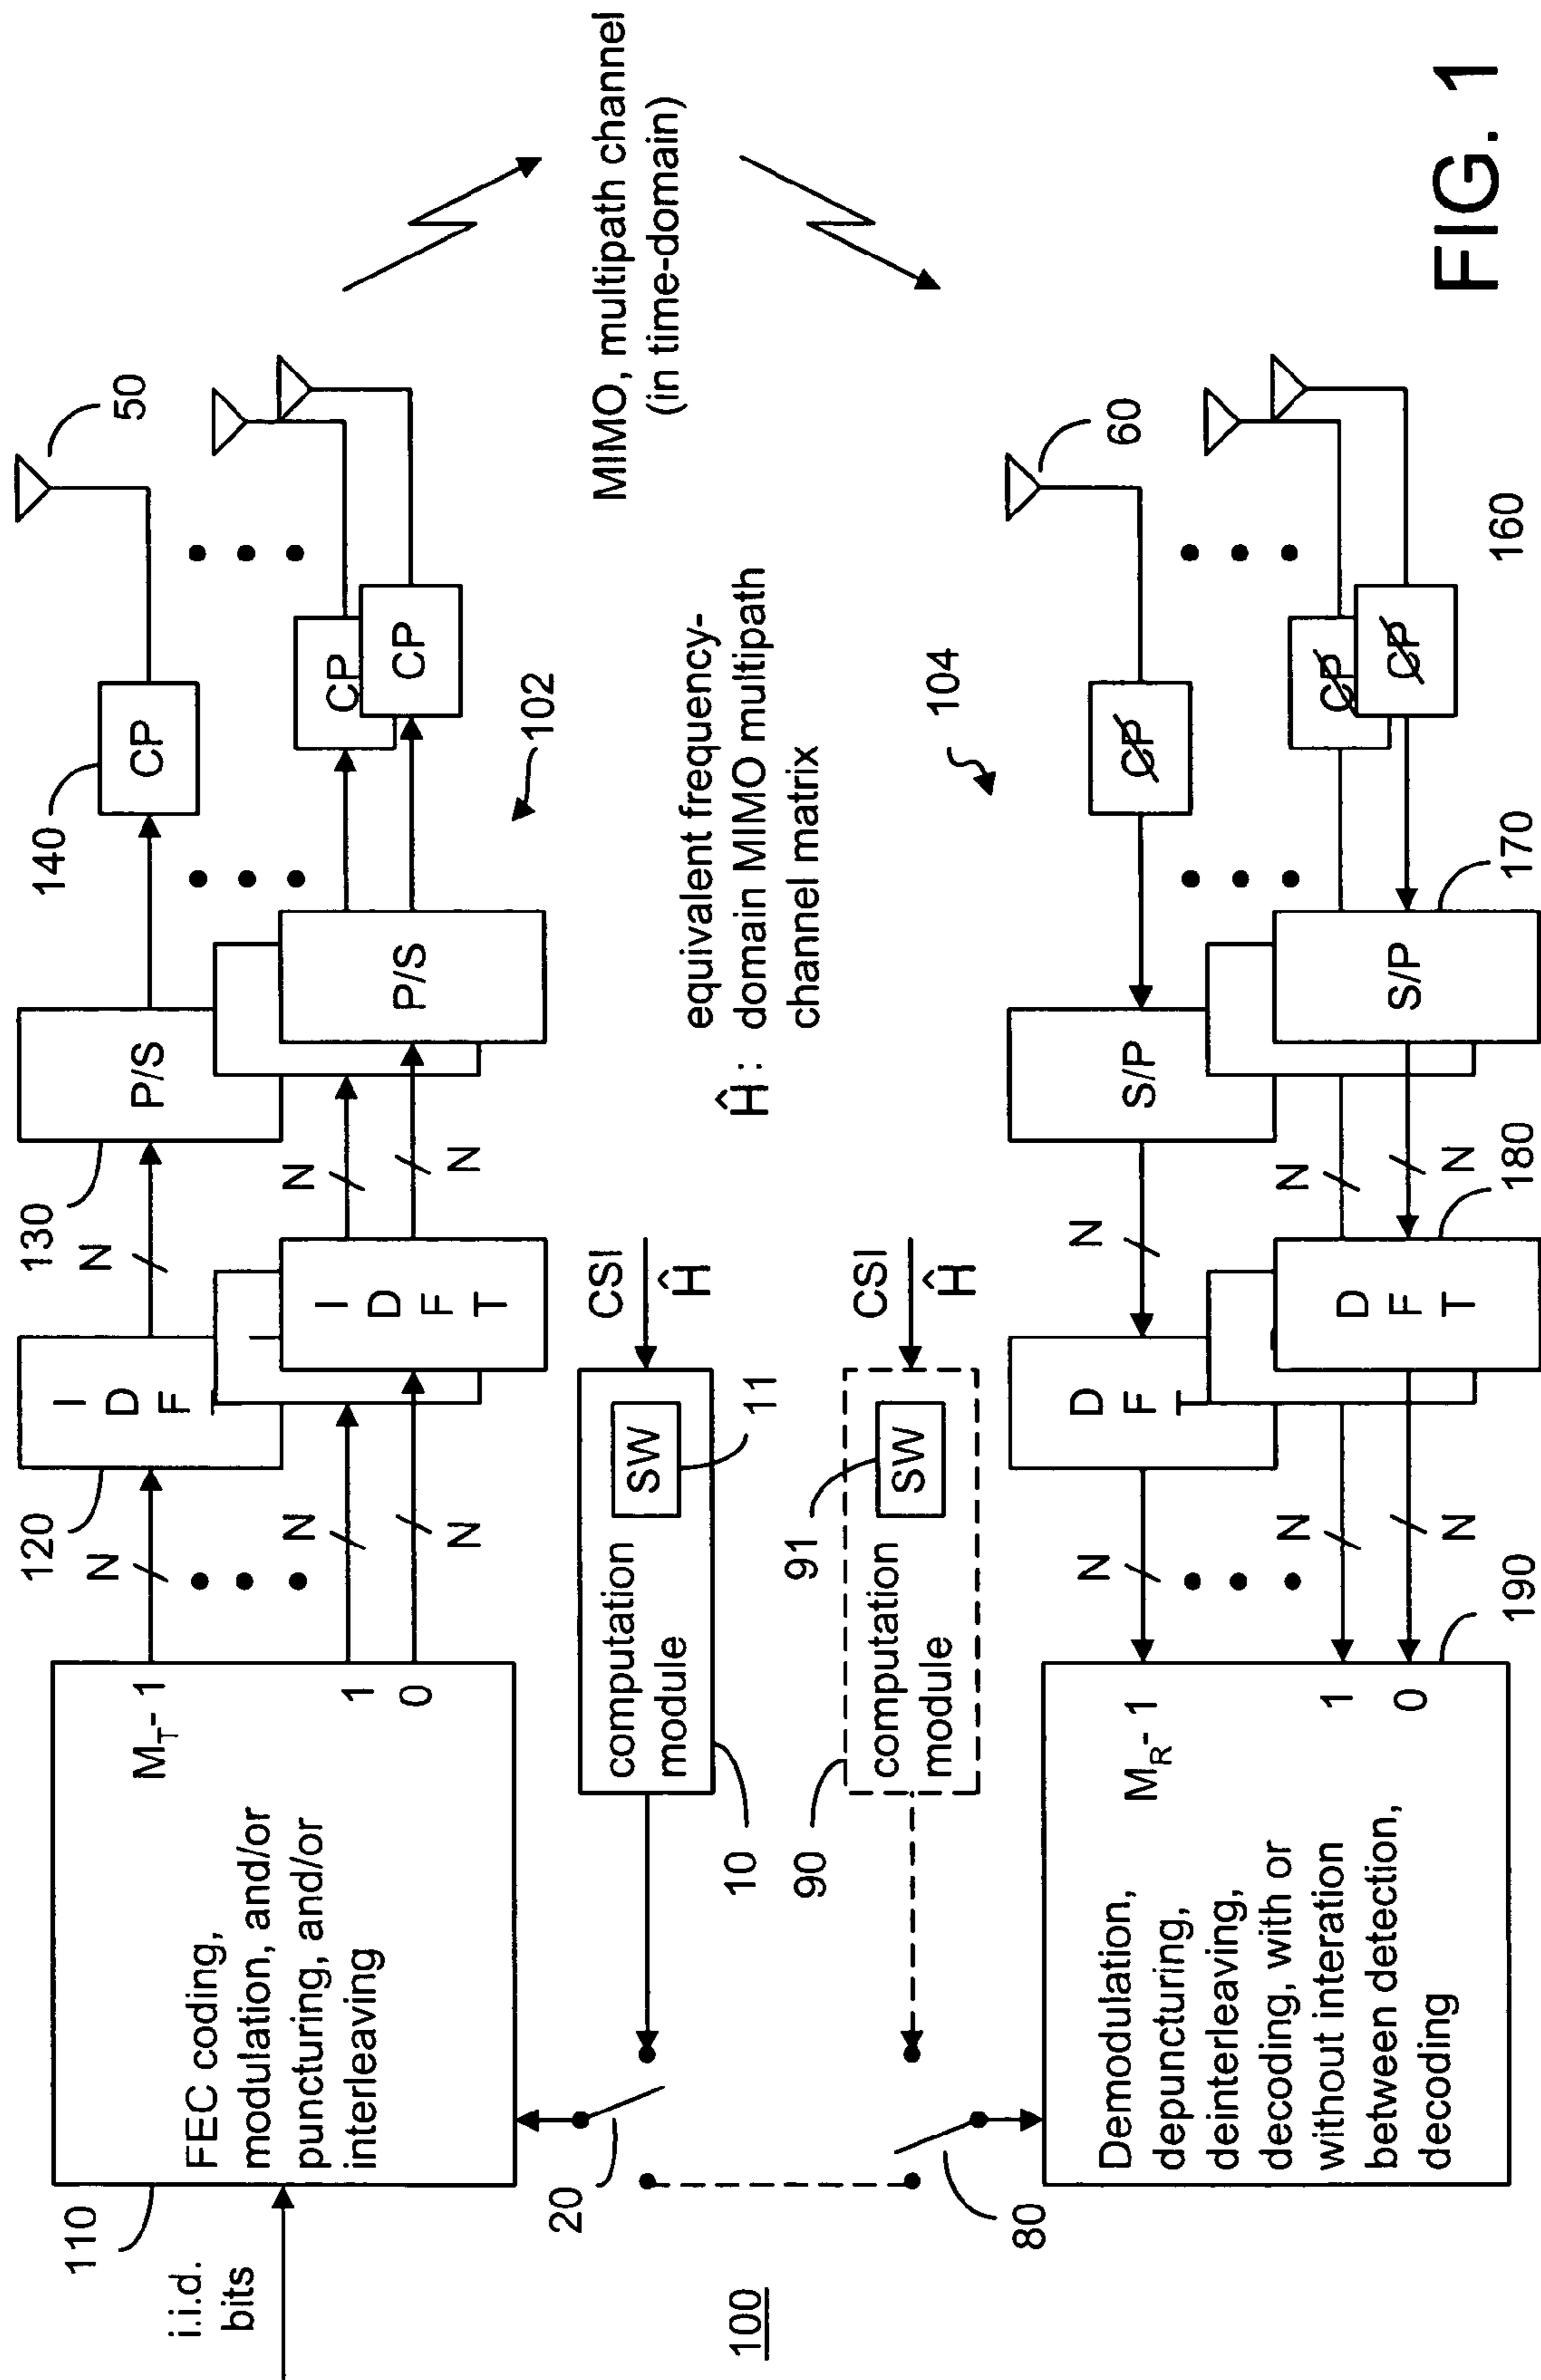 i.i.d.
bits
110
FEC coding,
modulation, and/or
puncturing, and/or
interleaving
M_T- 1
1
0
N
N
N
120
I
D
F
I
D
F
T
N
N
N
130
P/S
P/S
140
CP
CP
CP
102
50
MIMO, multipath channel
(in time-domain)
100
20
10
computation
module
SW
11
CSI
Ĥ
Ĥ :
equivalent frequency-
domain MIMO multipath
channel matrix
80
90
computation
module
91
SW
CSI
Ĥ
104
60
Demodulation,
depuncturing,
deinterleaving,
decoding, with or
without interation
between detection,
decoding
M_R- 1
1
0
190
N
N
N
D
F
T
D
F
T
180
N
N
N
S/P
S/P
170
CP
CP
CP
160
FIG. 1